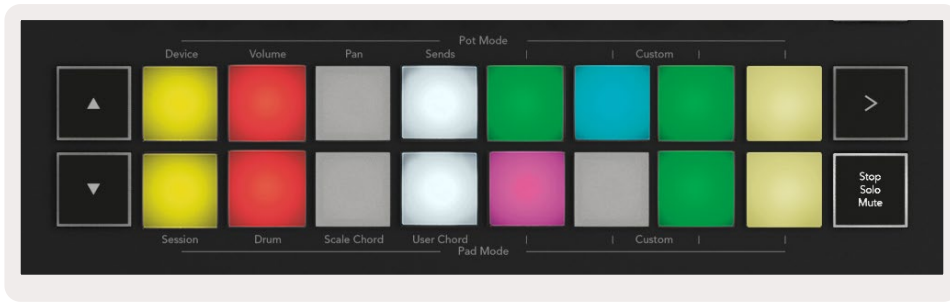 Pot Mode
Device Volume Pan Sends Custom
Stop
Solo
Mute
Session Drum Scale Chord User Chord Custom
Pad Mode